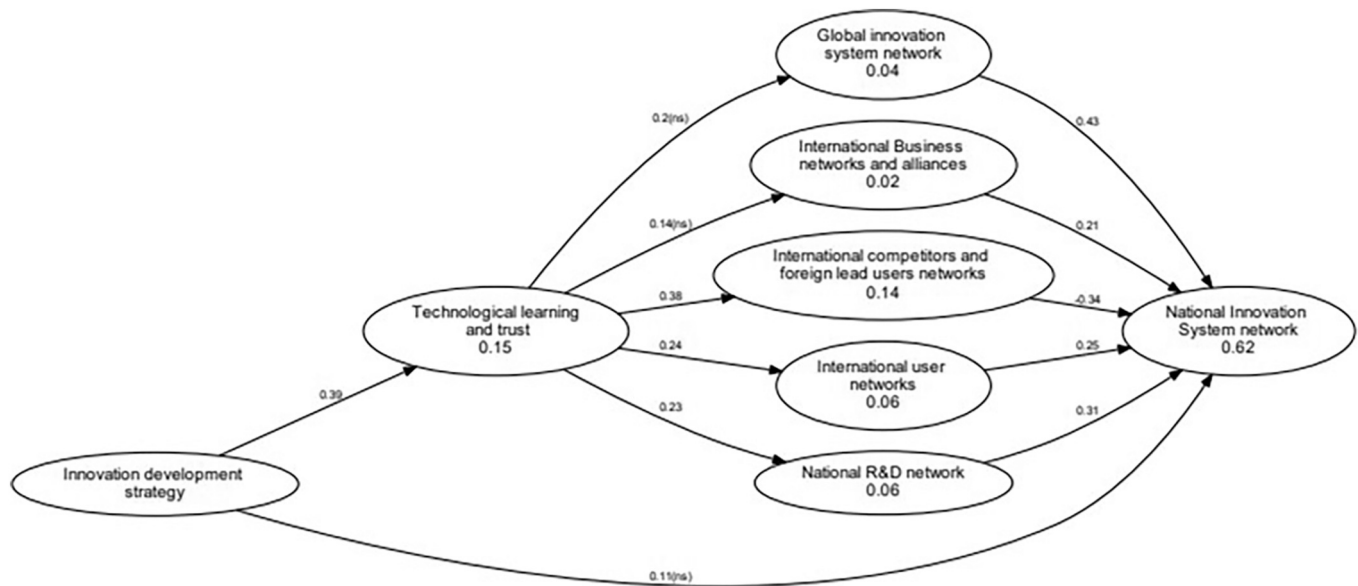 Global innovation
system network
0.04
0.2(ns)
0.43
International Business
networks and alliances
0.02
0.14(ns)
0.21
International competitors and
foreign lead users networks
0.14
0.38
-0.34
Technological learning
and trust
0.15
National Innovation
System network
0.62
0.24
0.25
International user
networks
0.06
0.39
0.23
0.31
National R&D network
0.06
Innovation development
strategy
0.11(ns)